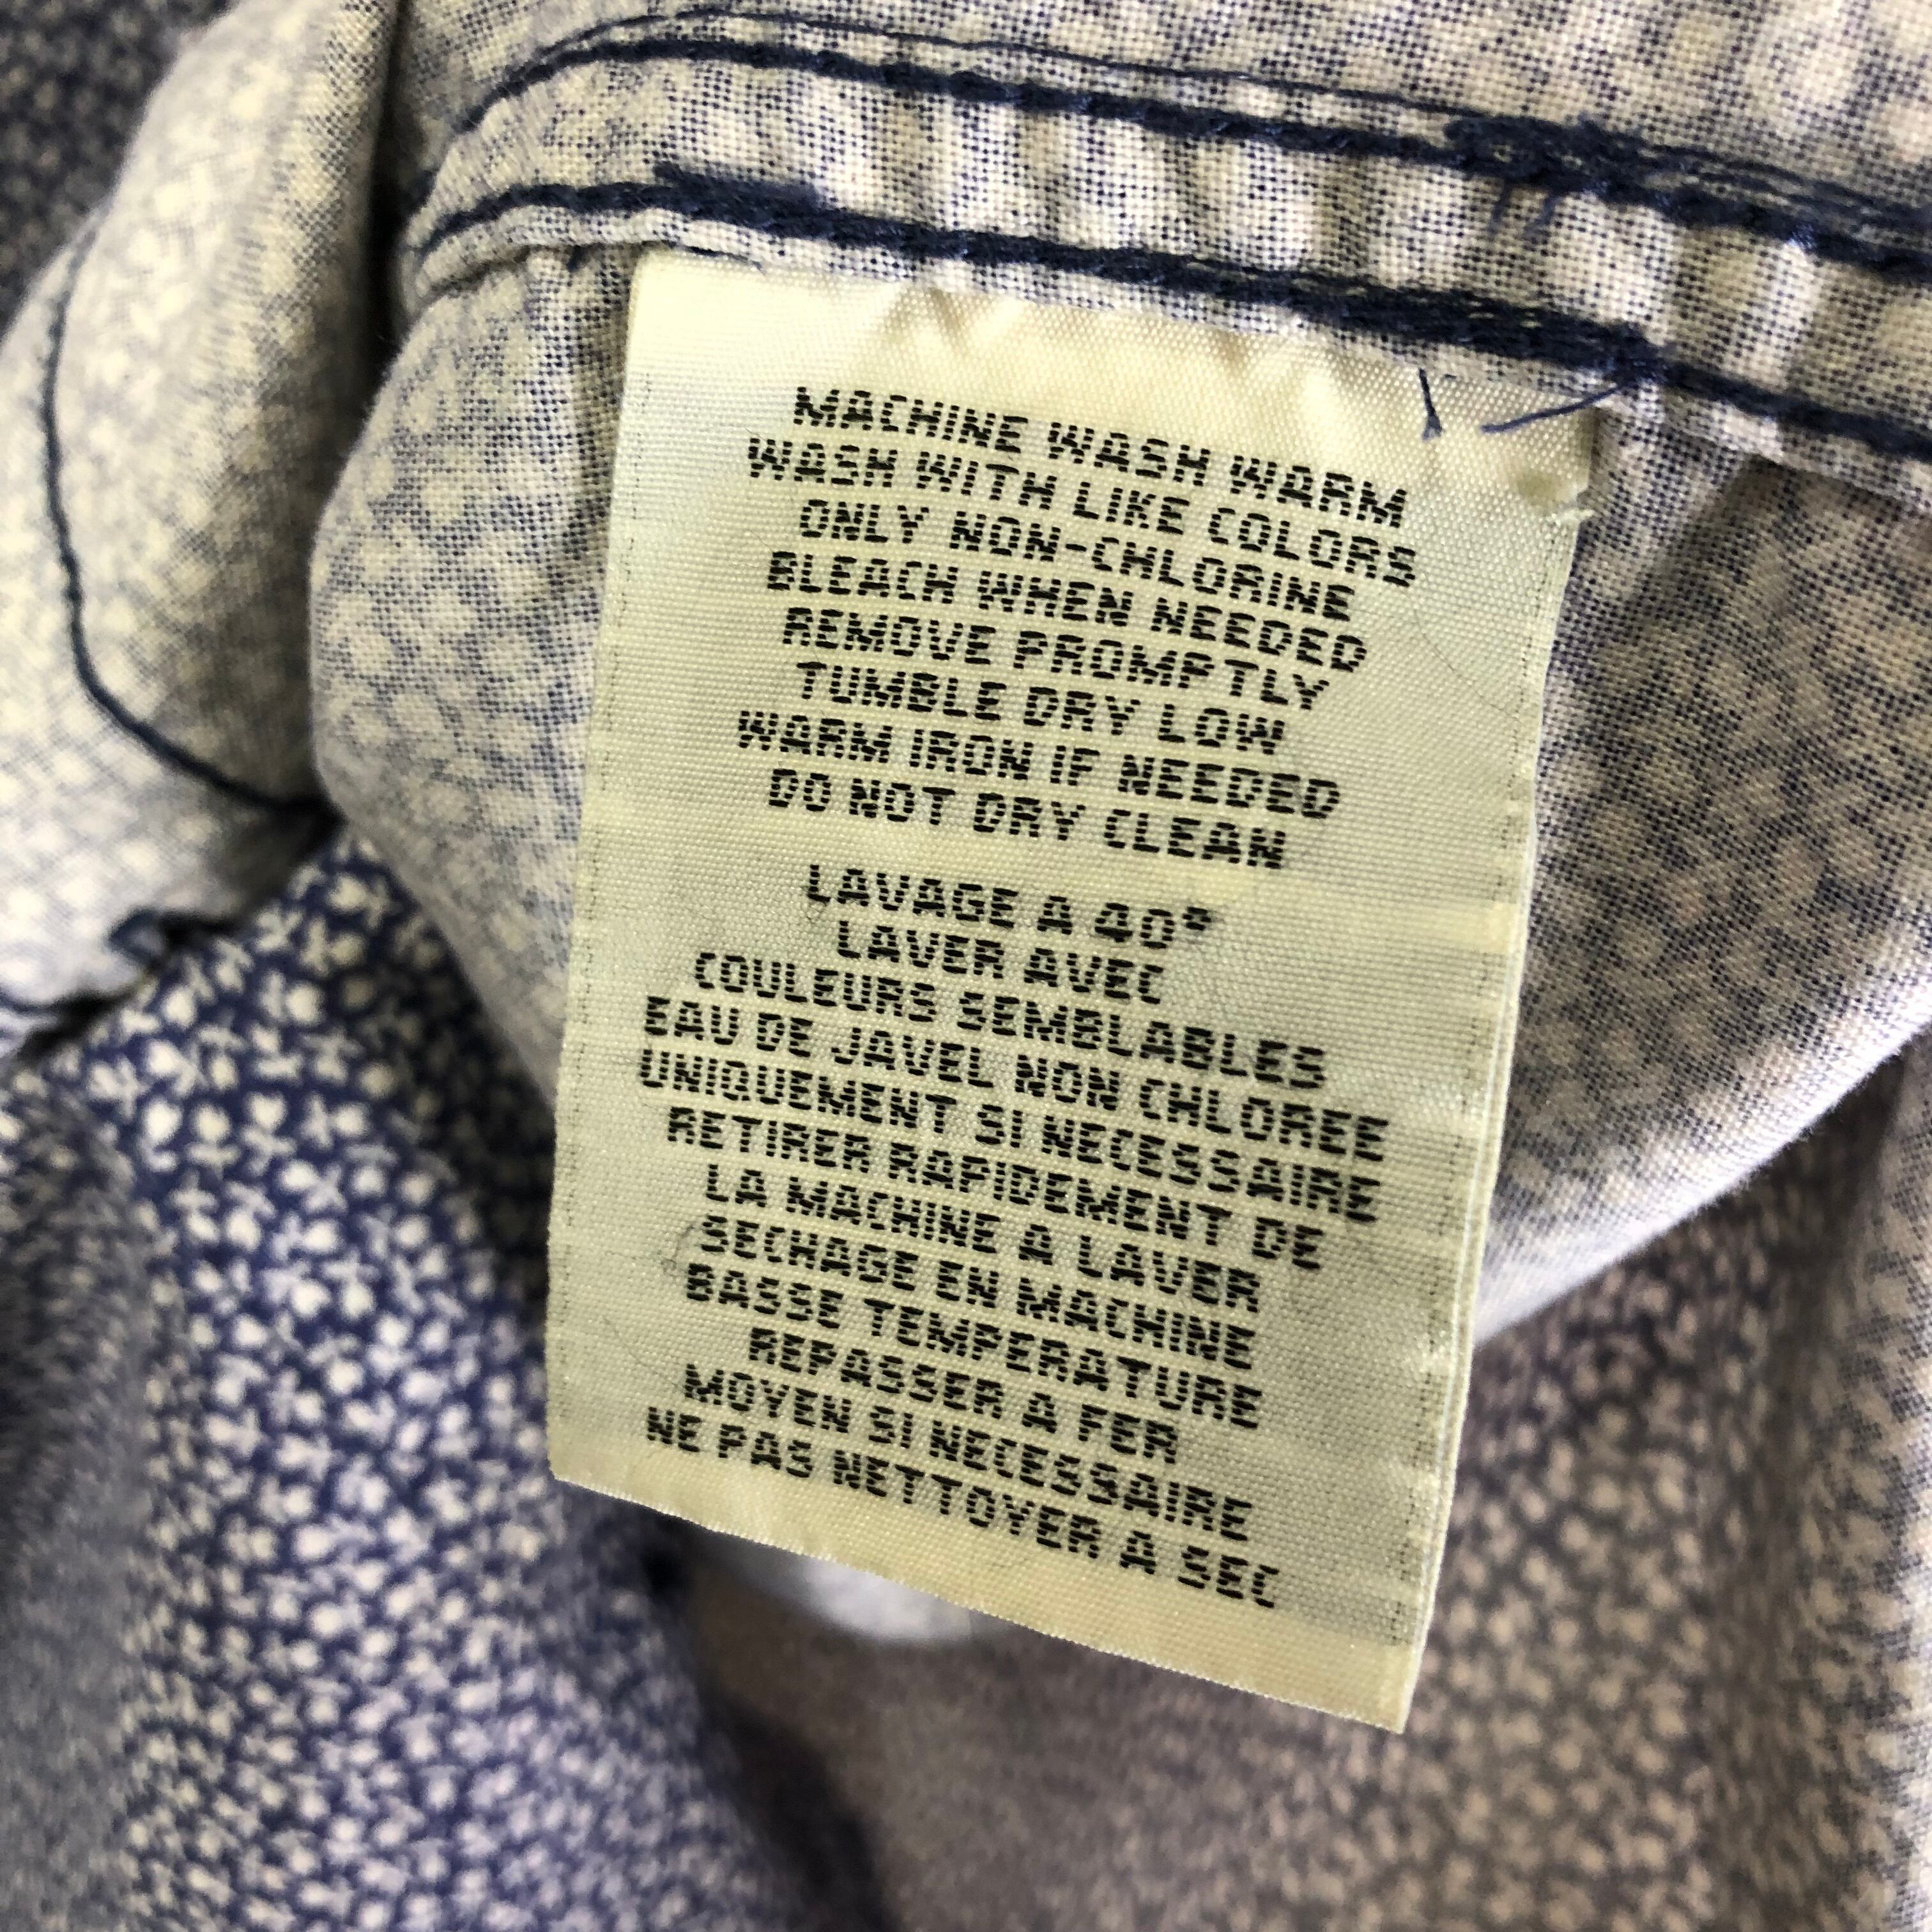 MACHINE WASH WARM
WASH WITH LIKE COLORS
ONLY NON-CHLORINE
BLEACH WHEN NEEDED
REMOVE PROMPTLY
TUMBLE DRY LOW
WARM IRON IF NEEDED
DO NOT DRY CLEAN
LAVAGE A 40°
LAVER AVEC
COULEURS SEMBLABLES
EAU DE JAVEL NON CHLOREE
UNIQUEMENT SI NECESSAIRE
RETIRER RAPIDEMENT DE
LA MACHINE A LAVER
SECHAGE EN MACHINE
BASSE TEMPERATURE
REPASSER A FER
MOYEN SI NECESSAIRE
NE PAS NETTOYER A SEC